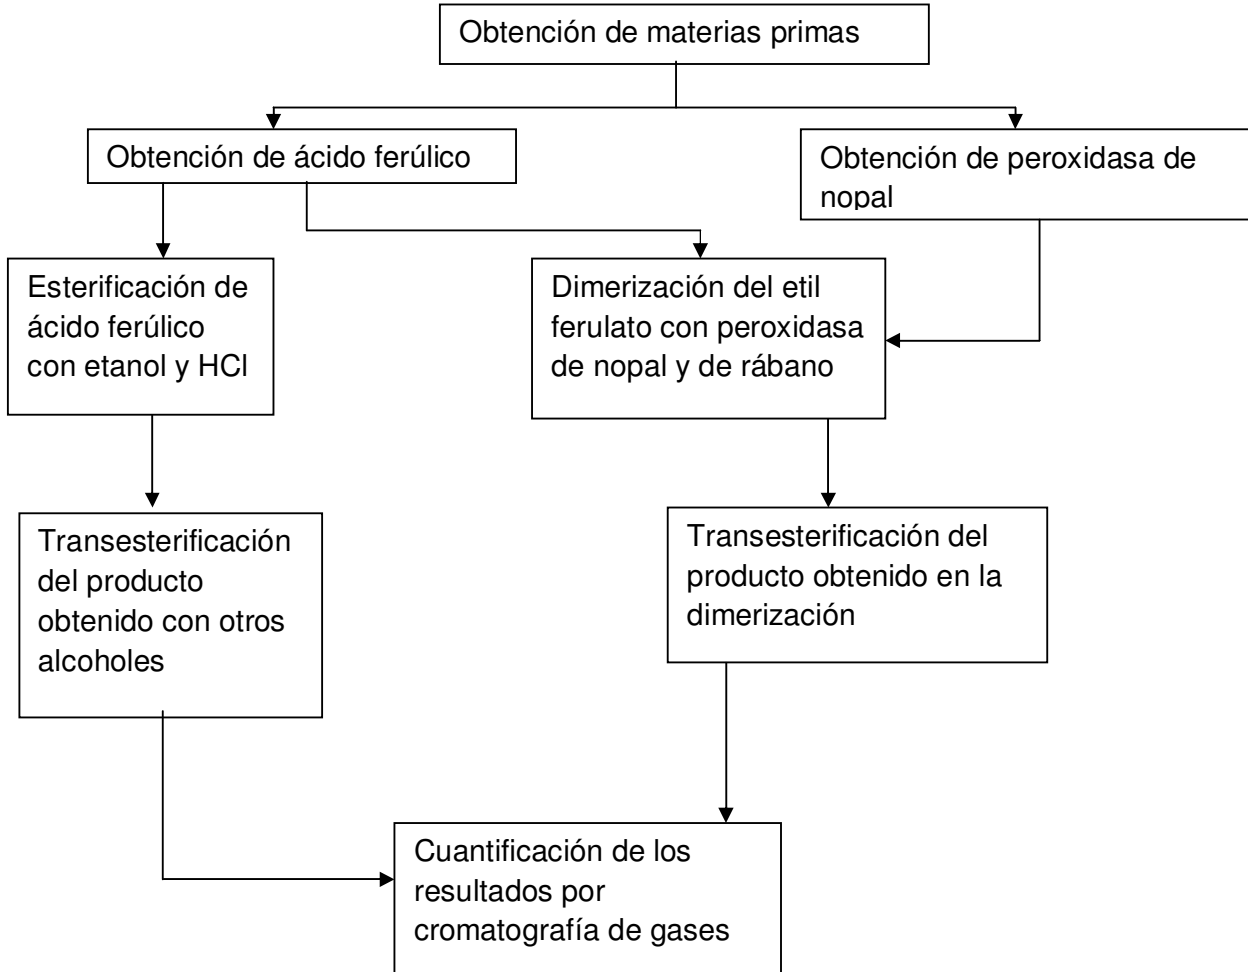 Obtención de materias primas
Obtención de ácido ferúlico
Obtención de peroxidasa de
nopal
Esterificación de
ácido ferúlico
con etanol y HCl
Dimerización del etil
ferulato con peroxidasa
de nopal y de rábano
Transesterificación
del producto
obtenido con otros
alcoholes
Transesterificación del
producto obtenido en la
dimerización
Cuantificación de los
resultados por
cromatografía de gases